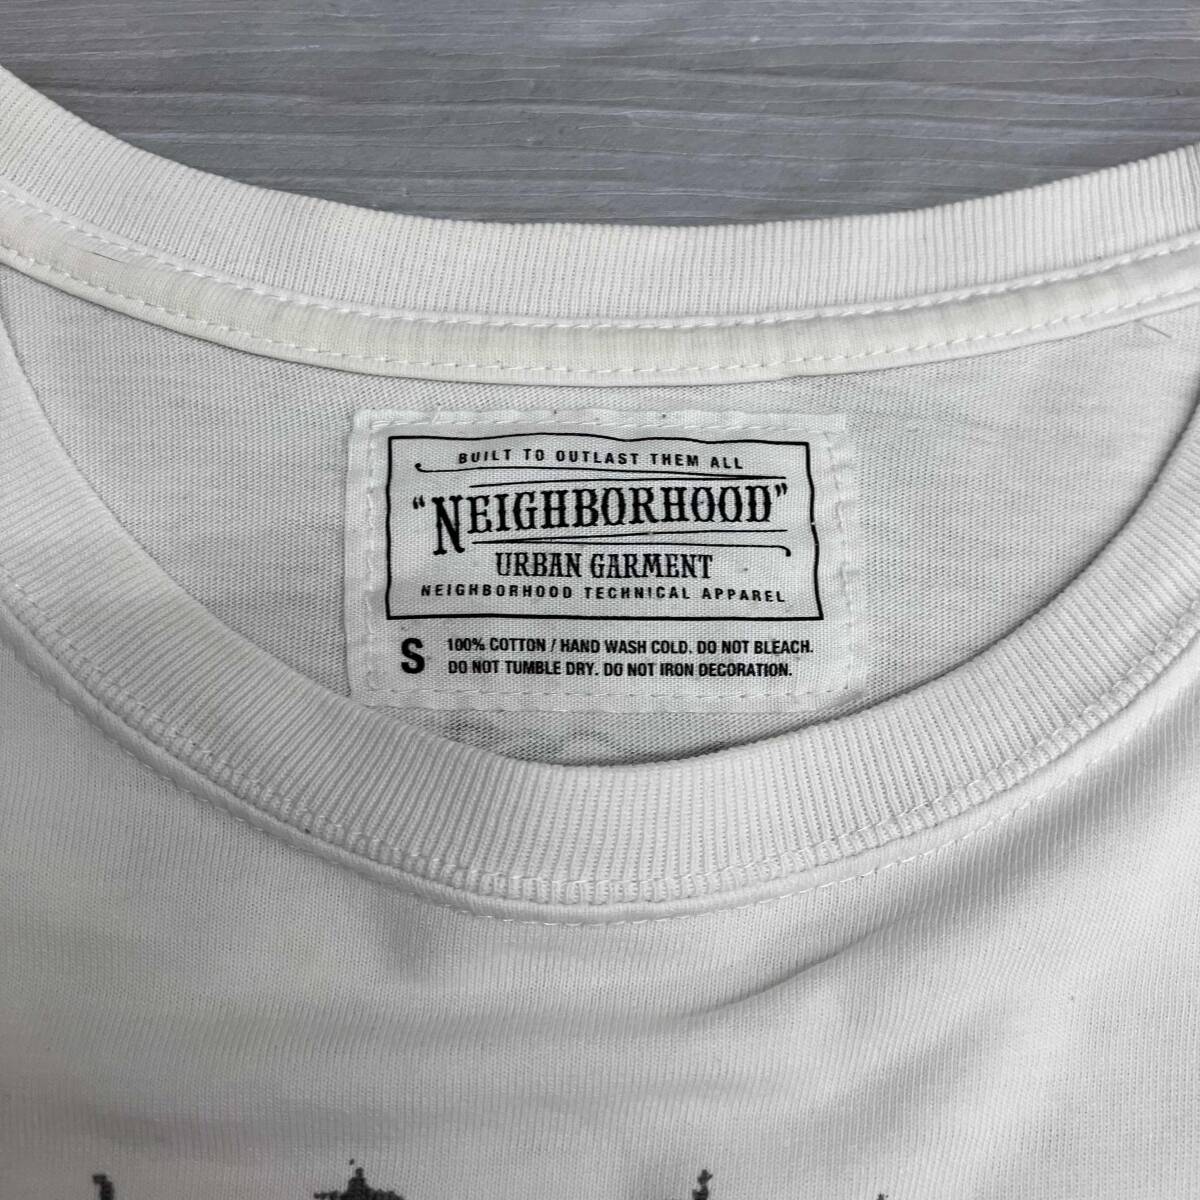 BUILT TO OUTLAST THEM ALL
"NEIGHBORHOOD"
URBAN GARMENT
NEIGHBORHOOD TECHNICAL APPAREL
S 100% COTTON / HAND WASH COLD. DO NOT BLEACH.
DO NOT TUMBLE DRY. DO NOT IRON DECORATION.